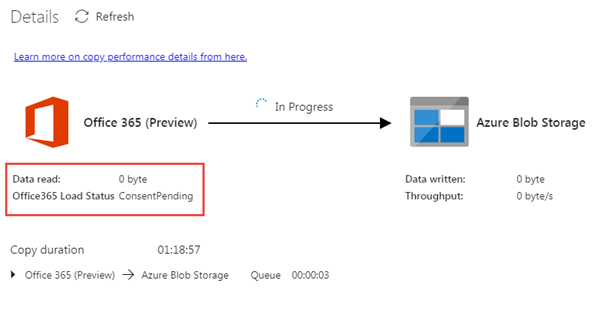 Details Refresh
Learn more on copy performance details from here.
In Progress
Office 365 (Preview) Azure Blob Storage
Data read: 0 byte Data written: 0 byte
Office365 Load Status ConsentPending Throughput: 0 byte/s
Copy duration 01:18:57
Office 365 (Preview) → Azure Blob Storage Queue 00:00:03